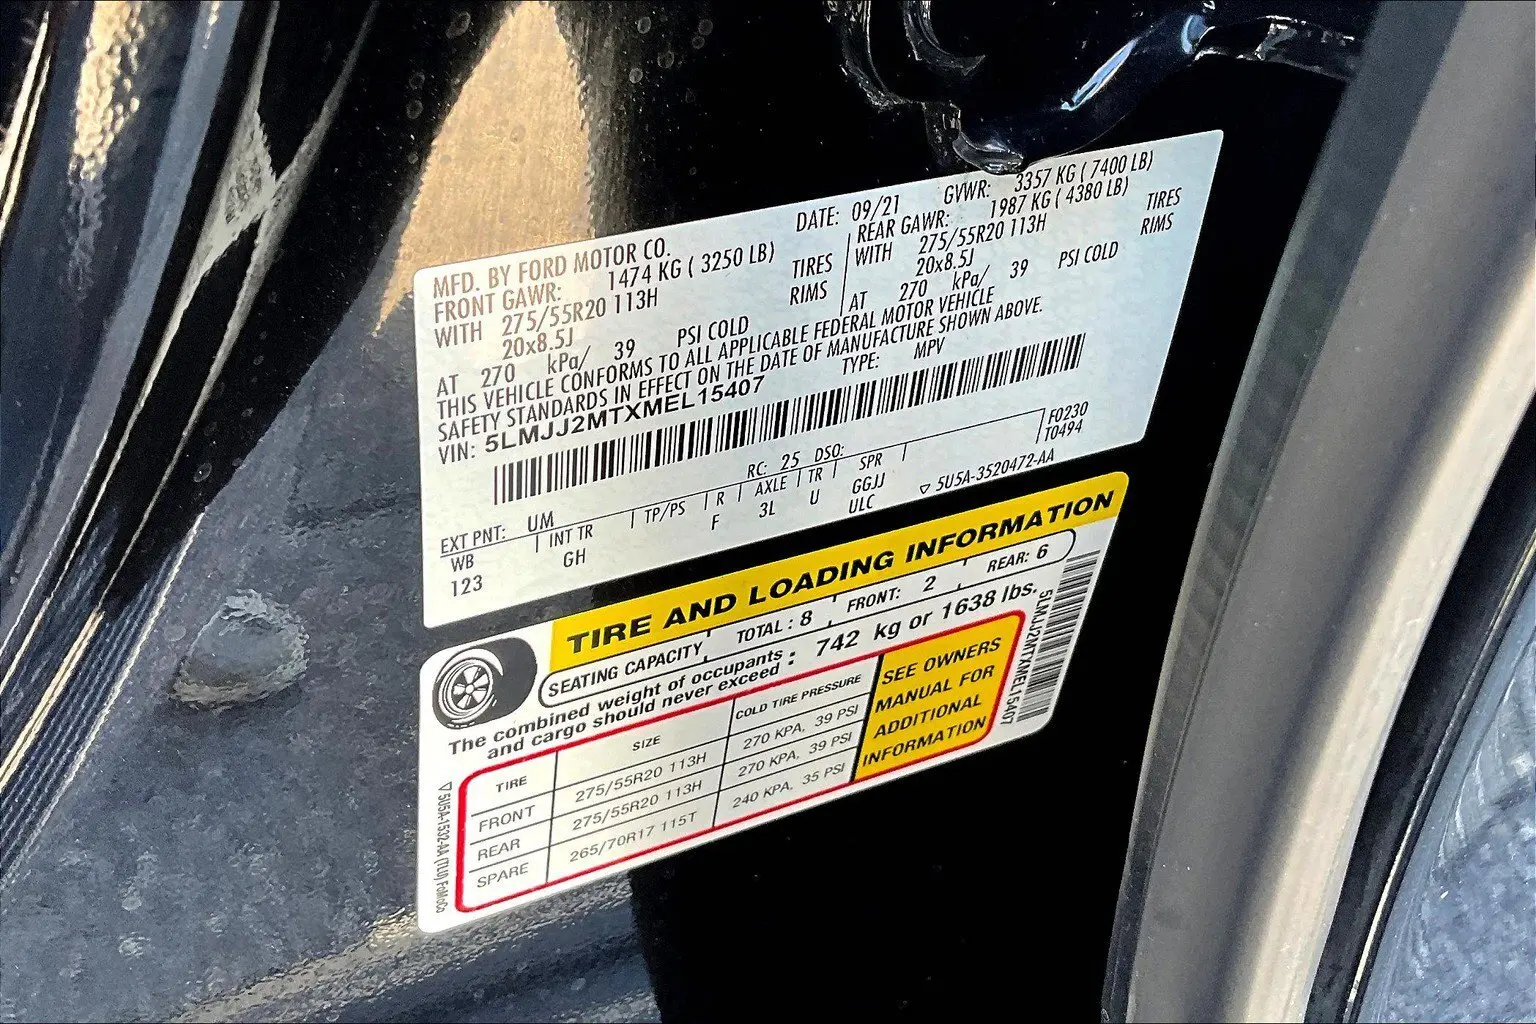 MFD. BY FORD MOTOR CO.
DATE: 09/21 GVWR: 3357 KG ( 7400 LB)
FRONT GAWR: 1474 KG ( 3250 LB)
WITH 275/55R20 113H TIRES
20x8.5J RIMS
AT 270 kPa/ 39 PSI COLD
REAR GAWR: 1987 KG ( 4380 LB)
WITH 275/55R20 113H TIRES
20x8.5J RIMS
AT 270 kPa/ 39 PSI COLD
THIS VEHICLE CONFORMS TO ALL APPLICABLE FEDERAL MOTOR VEHICLE
SAFETY STANDARDS IN EFFECT ON THE DATE OF MANUFACTURE SHOWN ABOVE.
VIN: 5LMJJ2MTXMEL15407 TYPE: MPV
F0230
T0494
EXT PNT: UM RC: 25 DSO:
WB INT TR TP/PS R AXLE TR SPR
123 GH F 3L U GGJJ
ULC
▽ 5U5A-3520472-AA
TIRE AND LOADING INFORMATION
SEATING CAPACITY TOTAL : 8 FRONT: 2 REAR: 6
The combined weight of occupants
and cargo should never exceed : 742 kg or 1638 lbs.
TIRE SIZE COLD TIRE PRESSURE
FRONT 275/55R20 113H 270 KPA, 39 PSI
REAR 275/55R20 113H 270 KPA, 39 PSI
SPARE 265/70R17 115T 240 KPA, 35 PSI
SEE OWNERS
MANUAL FOR
ADDITIONAL
INFORMATION
5LMJJ2MTXMEL15407
▽ 5U5A-1532-AA (TLU) FoMoCo